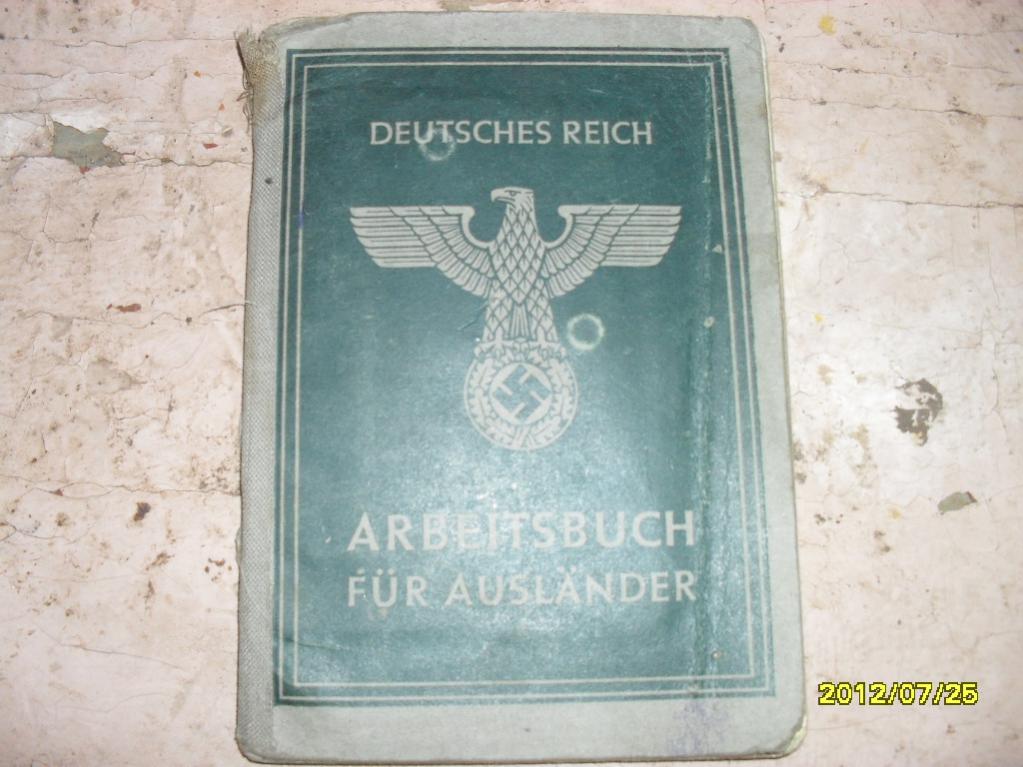 DEUTSCHES REICH
ARBEITSBUCH
FÜR AUSLÄNDER
2012/07/25